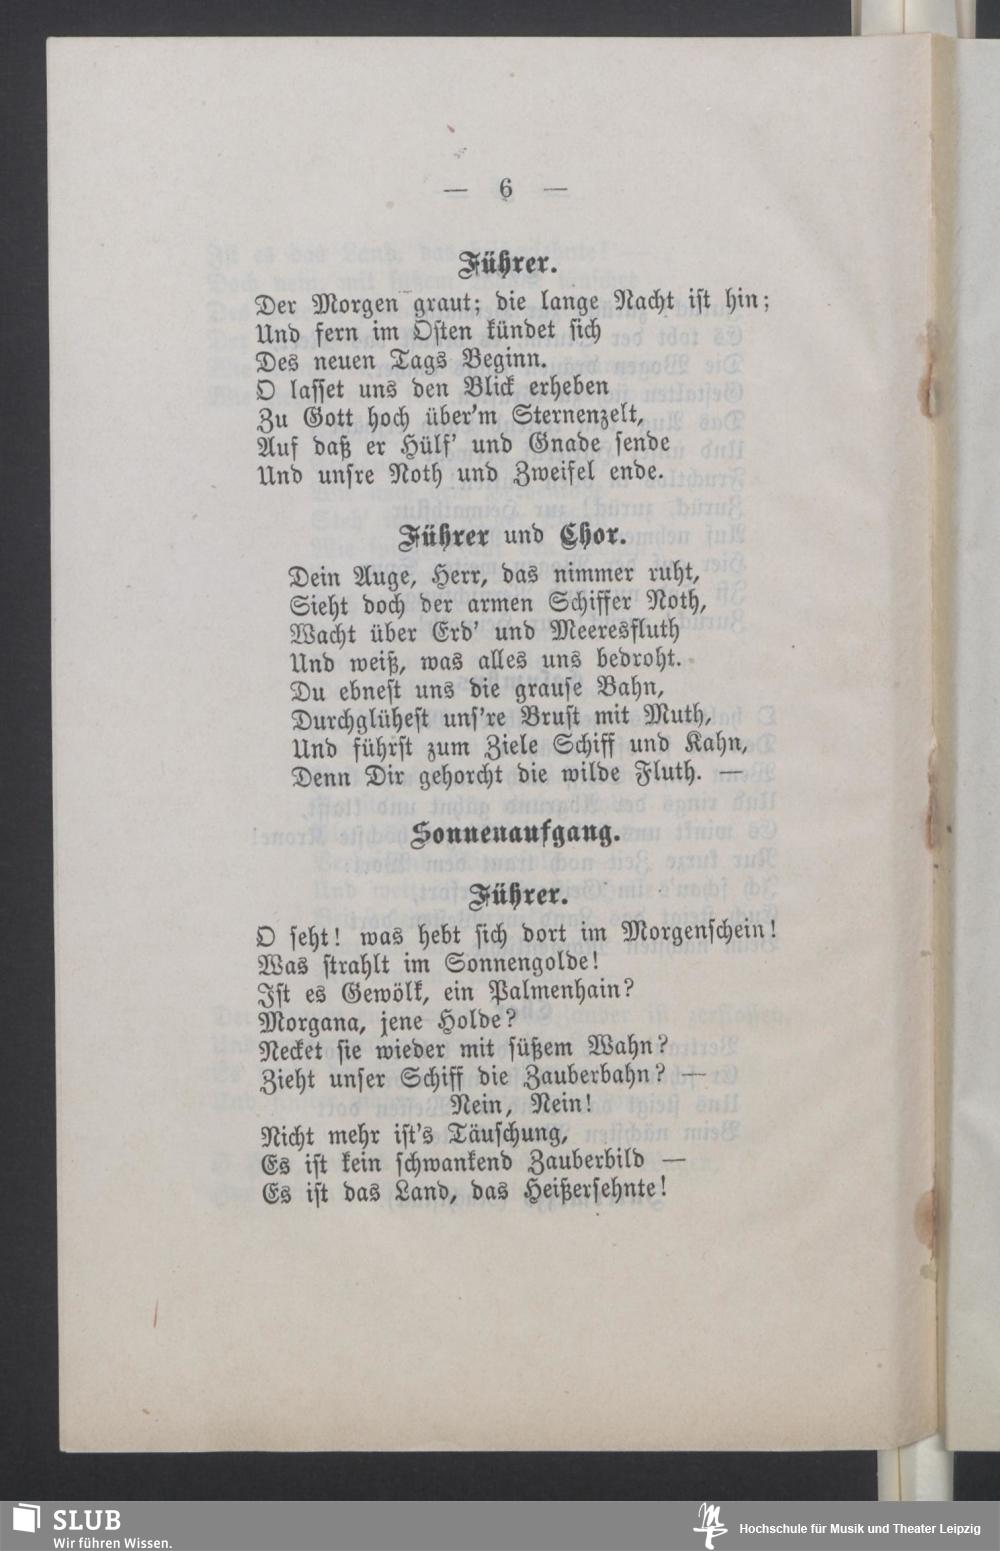 — 6 —
Führer.
Der Morgen graut; die lange Nacht ist hin;
Und fern im Osten kündet sich
Des neuen Tags Beginn.
O lasset uns den Blick erheben
Zu Gott hoch über'm Sternenzelt,
Auf daß er Hülf' und Gnade sende
Und unsre Noth und Zweifel ende.
Führer und Chor.
Dein Auge, Herr, das nimmer ruht,
Sieht doch der armen Schiffer Noth,
Wacht über Erd' und Meeresfluth
Und weiß, was alles uns bedroht.
Du ebnest uns die grause Bahn,
Durchglühest uns're Brust mit Muth,
Und führst zum Ziele Schiff und Kahn,
Denn Dir gehorcht die wilde Fluth. —
Sonnenaufgang.
Führer.
O seht! was hebt sich dort im Morgenschein!
Was strahlt im Sonnengolde!
Ist es Gewölk, ein Palmenhain?
Morgana, jene Holde?
Necket sie wieder mit süßem Wahn?
Zieht unser Schiff die Zauberbahn? —
Nein, Nein!
Nicht mehr ist's Täuschung,
Es ist kein schwankend Zauberbild —
Es ist das Land, das Heißersehnte!
SLUB
Wir führen Wissen.
Hochschule für Musik und Theater Leipzig